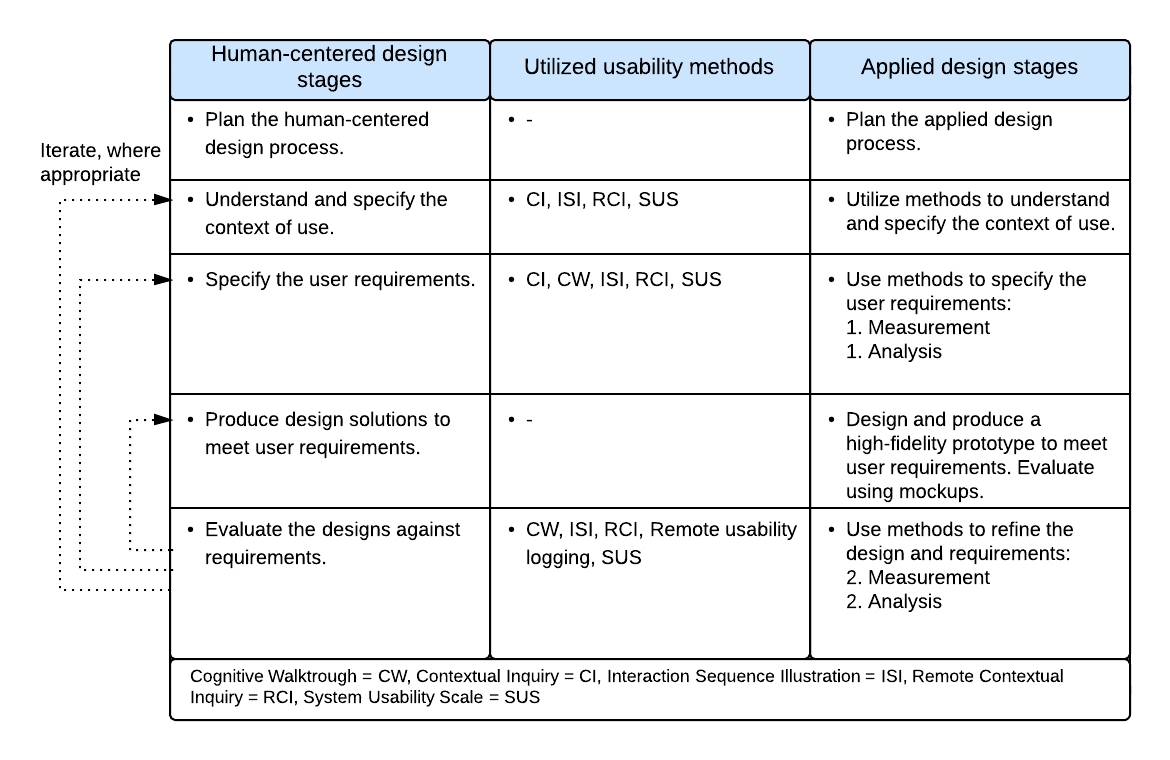 Human-centered design
stages
Utilized usability methods
Applied design stages
Iterate, where
appropriate
• Plan the human-centered
design process.
• -
• Plan the applied design
process.
• Understand and specify the
context of use.
• CI, ISI, RCI, SUS
• Utilize methods to understand
and specify the context of use.
• Specify the user requirements.
• CI, CW, ISI, RCI, SUS
• Use methods to specify the
user requirements:
1. Measurement
1. Analysis
• Produce design solutions to
meet user requirements.
• -
• Design and produce a
high-fidelity prototype to meet
user requirements. Evaluate
using mockups.
• Evaluate the designs against
requirements.
• CW, ISI, RCI, Remote usability
logging, SUS
• Use methods to refine the
design and requirements:
2. Measurement
2. Analysis
Cognitive Walktrough = CW, Contextual Inquiry = CI, Interaction Sequence Illustration = ISI, Remote Contextual
Inquiry = RCI, System Usability Scale = SUS